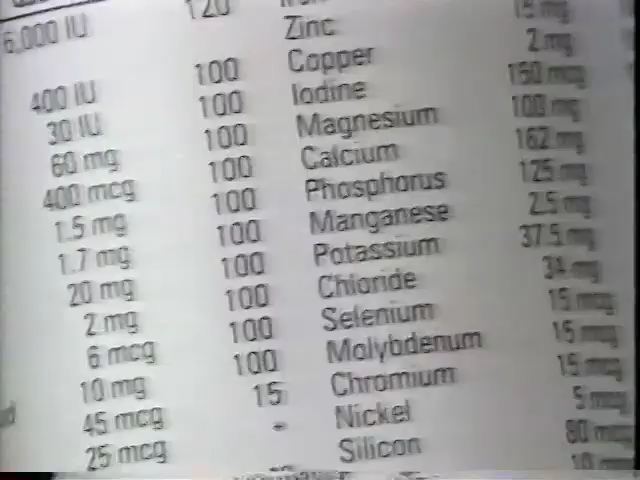 6,000 IU 120
Zinc 15 mg
400 IU 100 Copper 2 mg
30 IU 100 Iodine 150 mcg
60 mg 100 Magnesium 100 mg
400 mcg 100 Calcium 162 mg
1.5 mg 100 Phosphorus 125 mg
1.7 mg 100 Manganese 2.5 mg
20 mg 100 Potassium 37.5 mg
2 mg 100 Chloride 34 mg
6 mcg 100 Selenium 15 mcg
10 mg 100 Molybdenum 15 mcg
45 mcg 15 Chromium 15 mcg
25 mcg - Nickel 5 mcg
Silicon 80 mcg